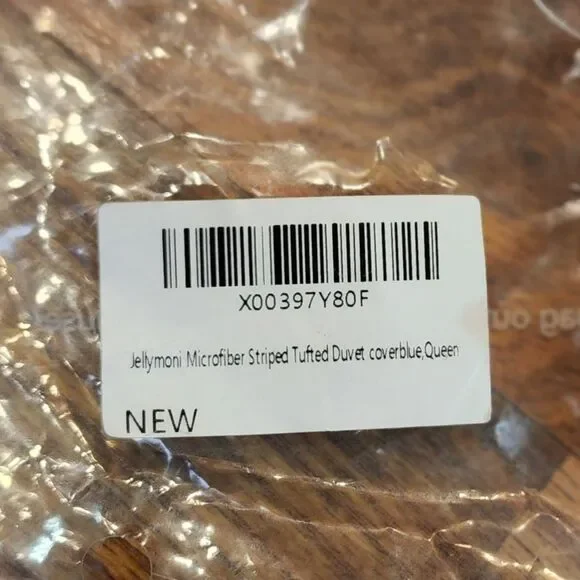 X00397Y80F
Jellymoni Microfiber Striped Tufted Duvet coverblue,Queen
NEW